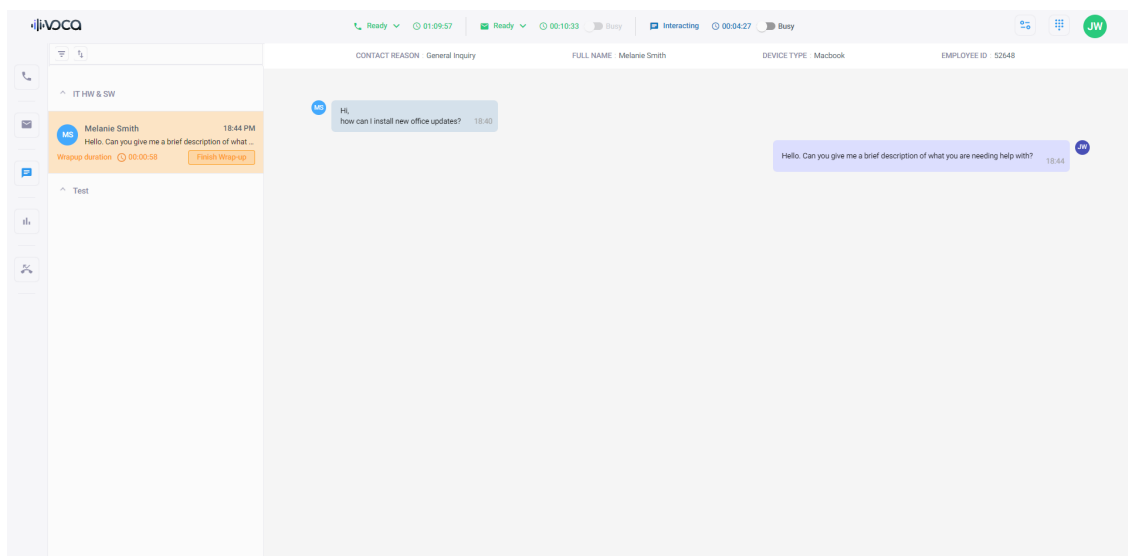 VOCA
Ready 01:09:57 Ready 00:10:33 Busy Interacting 00:04:27 Busy JW
CONTACT REASON : General Inquiry FULL NAME : Melanie Smith DEVICE TYPE : Macbook EMPLOYEE ID : 52648
IT HW & SW
MS
Melanie Smith 18:44 PM
Hello. Can you give me a brief description of what ...
Wrepup duration 00:00:58 Finish Wrap-up
Test
MS
Hi,
how can I install new office updates? 18:40
Hello. Can you give me a brief description of what you are needing help with? 18:44
JW